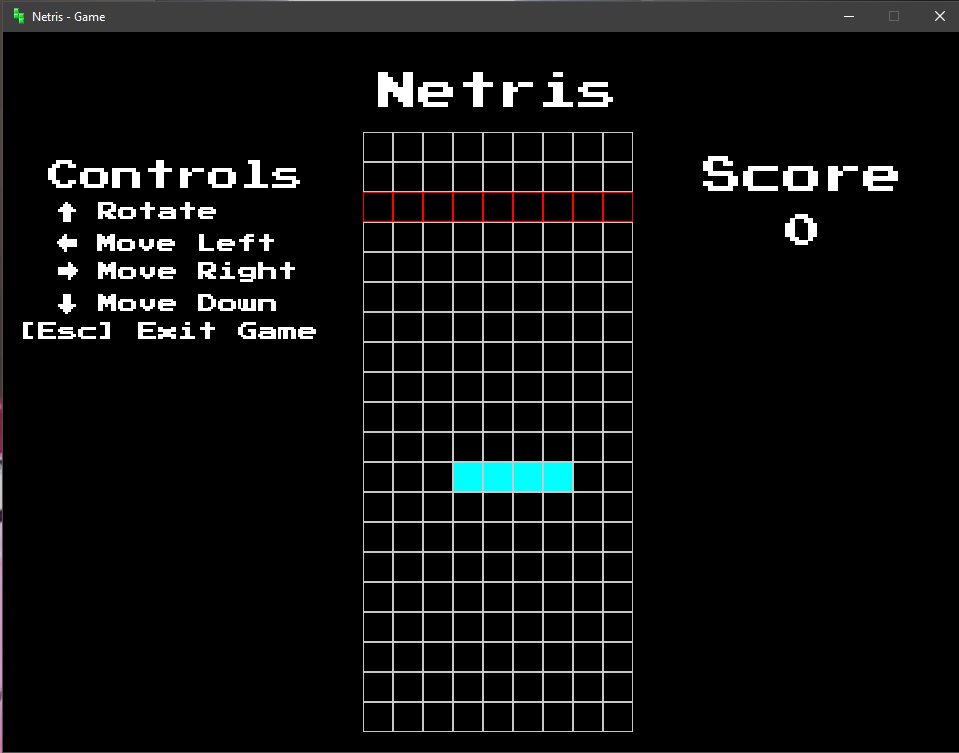 Netris - Game
Netris
Controls
↑ Rotate
← Move Left
→ Move Right
↓ Move Down
[Esc] Exit Game
Score
0